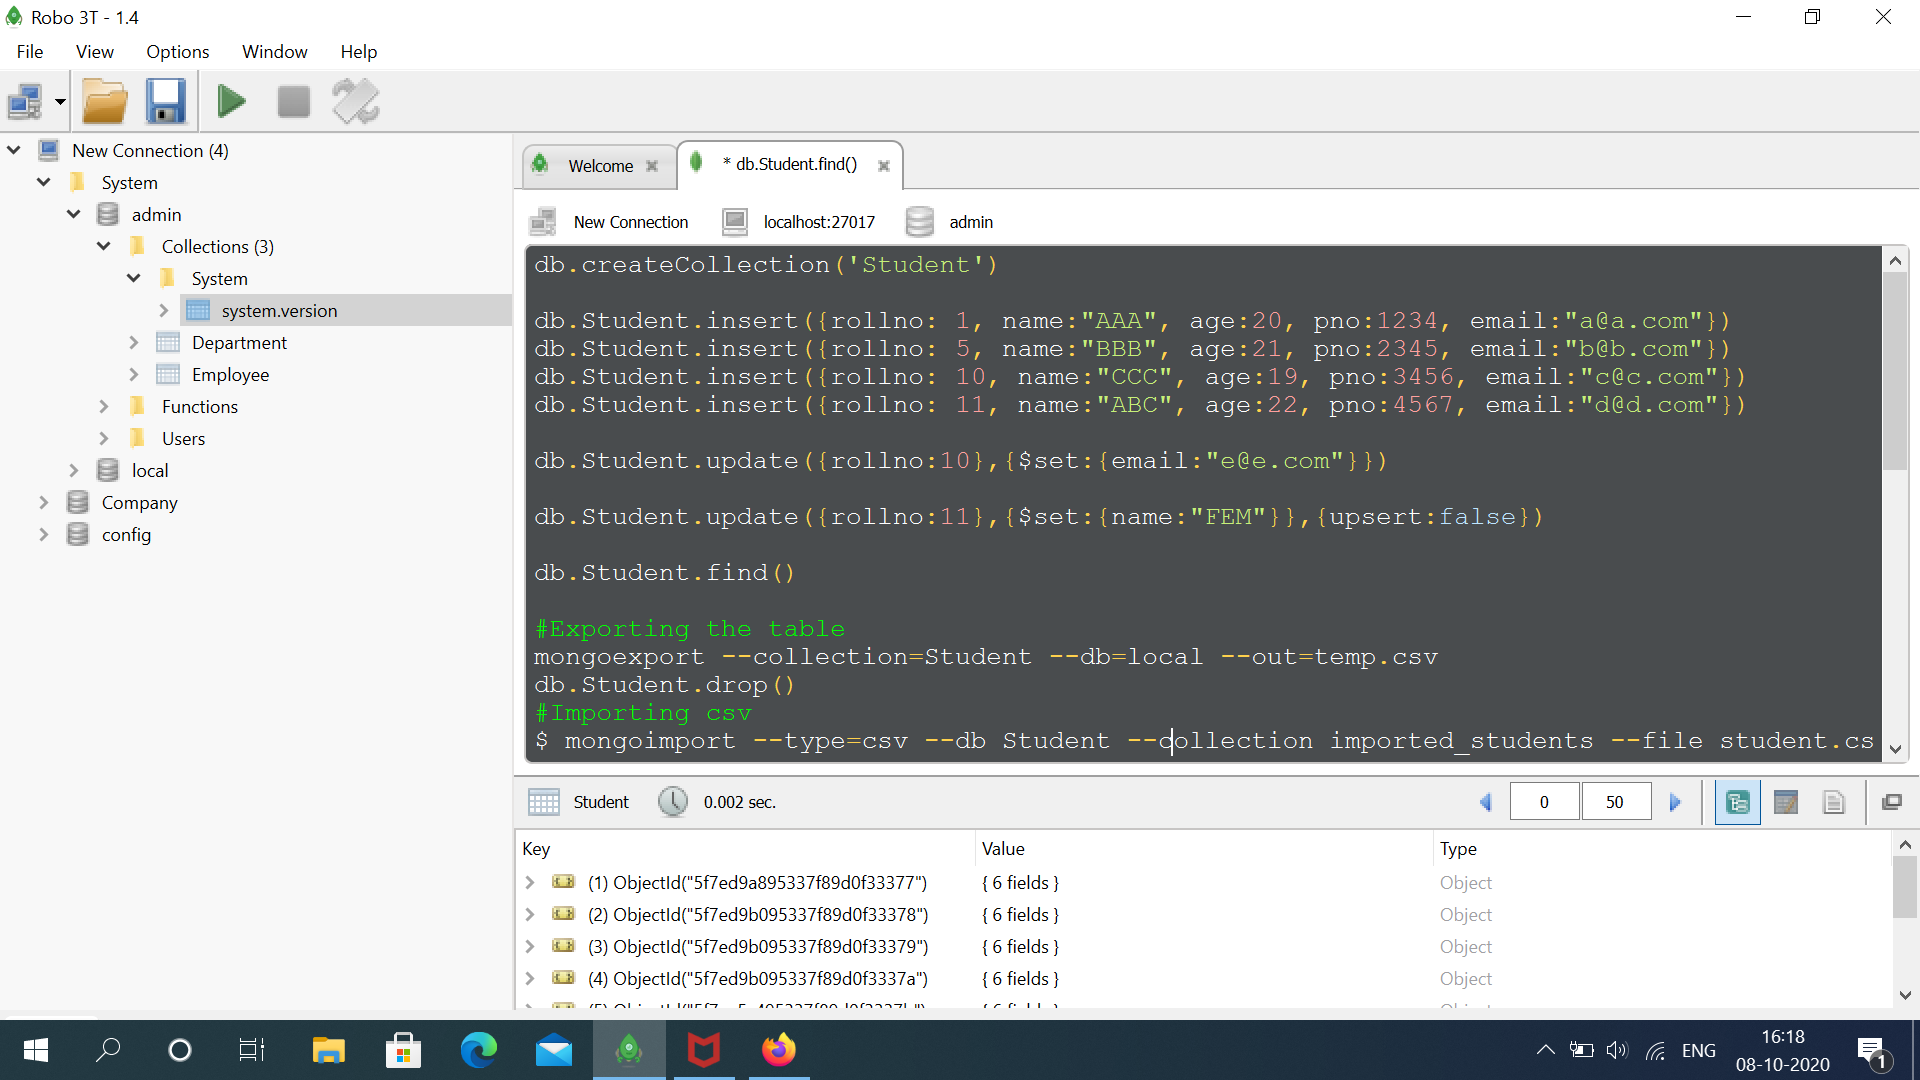 Robo 3T - 1.4
File View Options Window Help
New Connection (4)
System
admin
Collections (3)
System
system.version
Department
Employee
Functions
Users
local
Company
config
Welcome
* db.Student.find()
New Connection localhost:27017 admin
db.createCollection('Student')
db.Student.insert({rollno: 1, name:"AAA", age:20, pno:1234, email:"a@a.com"})
db.Student.insert({rollno: 5, name:"BBB", age:21, pno:2345, email:"b@b.com"})
db.Student.insert({rollno: 10, name:"CCC", age:19, pno:3456, email:"c@c.com"})
db.Student.insert({rollno: 11, name:"ABC", age:22, pno:4567, email:"d@d.com"})
db.Student.update({rollno:10},{$set:{email:"e@e.com"}})
db.Student.update({rollno:11},{$set:{name:"FEM"}},{upsert:false})
db.Student.find()
#Exporting the table
mongoexport --collection=Student --db=local --out=temp.csv
db.Student.drop()
#Importing csv
$ mongoimport --type=csv --db Student --collection imported_students --file student.cs
Student 0.002 sec. 0 50
Key Value Type
(1) ObjectId("5f7ed9a895337f89d0f33377") { 6 fields } Object
(2) ObjectId("5f7ed9b095337f89d0f33378") { 6 fields } Object
(3) ObjectId("5f7ed9b095337f89d0f33379") { 6 fields } Object
(4) ObjectId("5f7ed9b095337f89d0f3337a") { 6 fields } Object
ENG
16:18
08-10-2020
1